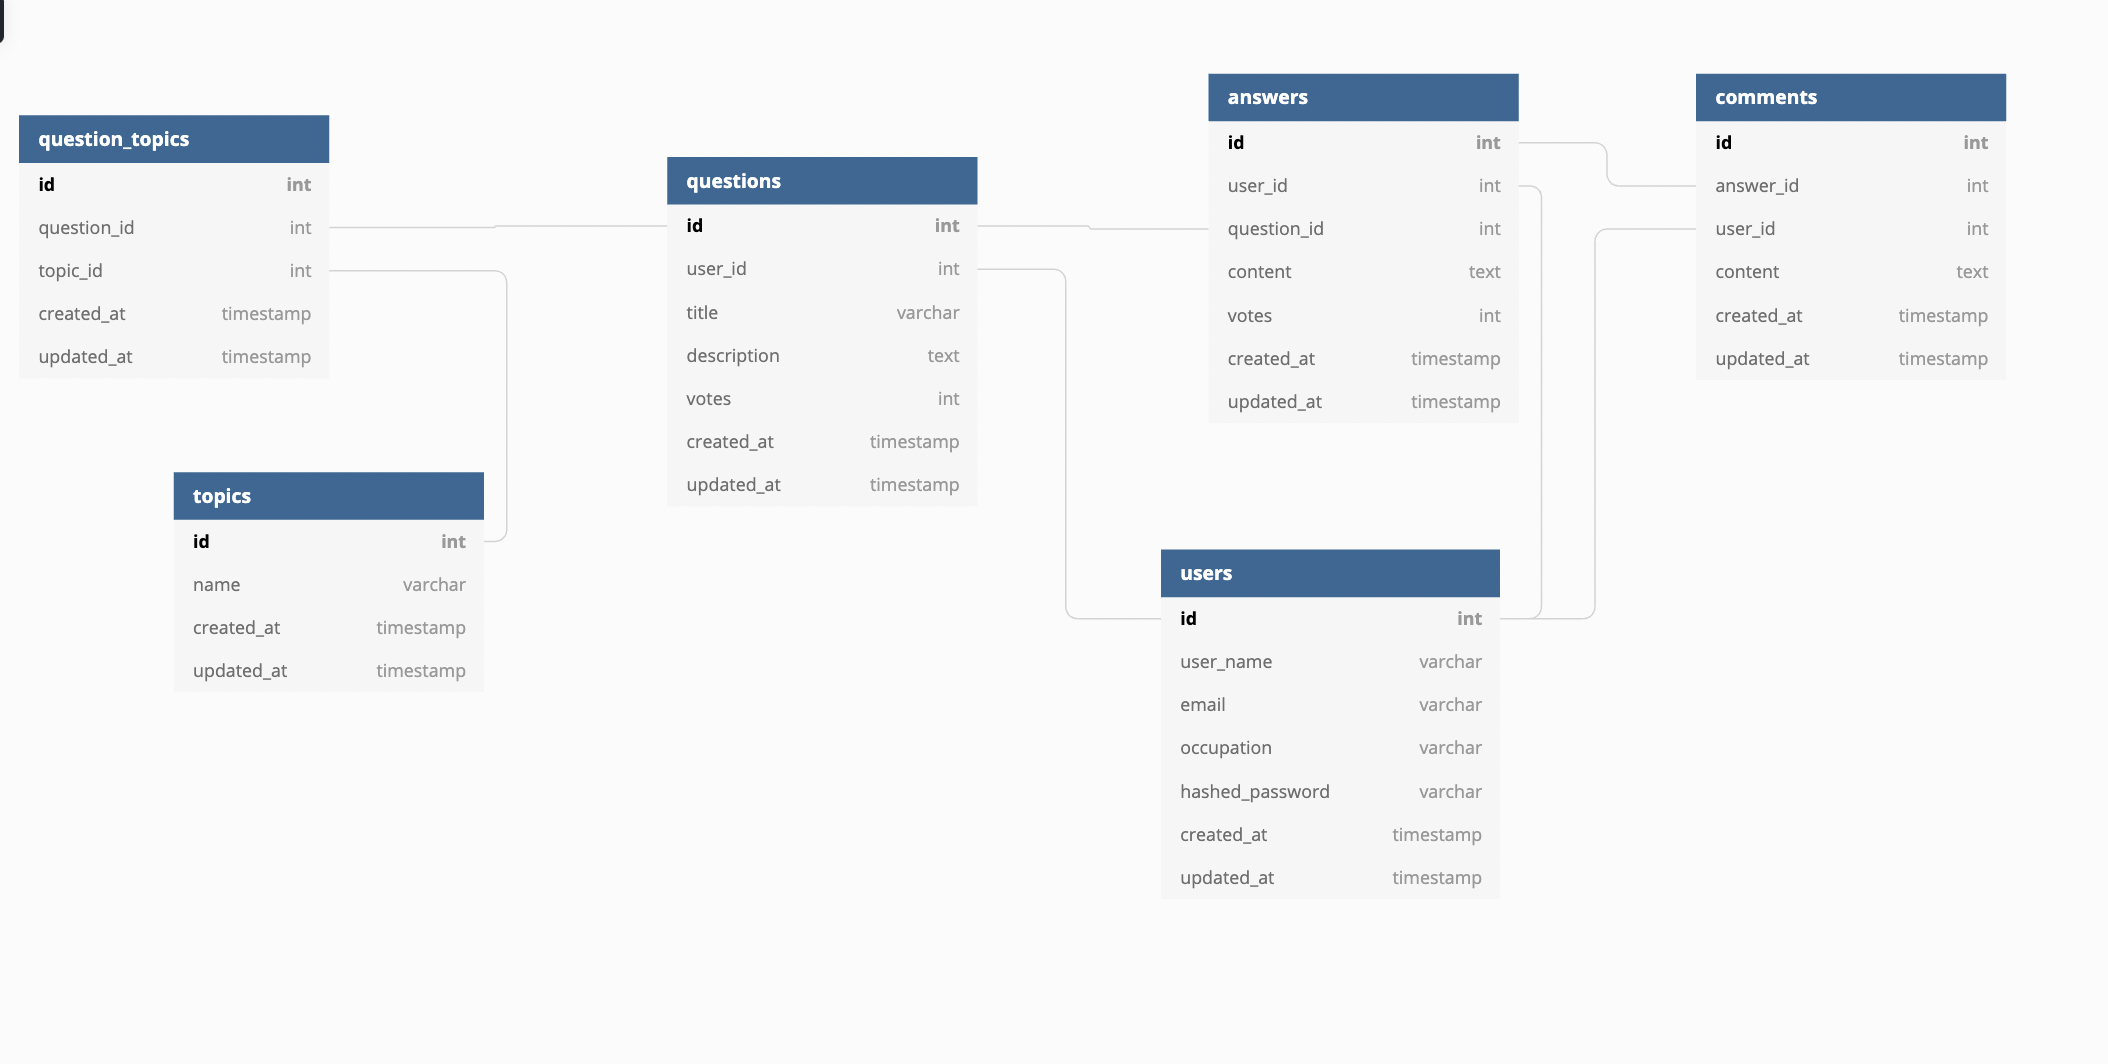 question_topics
id int
question_id int
topic_id int
created_at timestamp
updated_at timestamp
topics
id int
name varchar
created_at timestamp
updated_at timestamp
questions
id int
user_id int
title varchar
description text
votes int
created_at timestamp
updated_at timestamp
answers
id int
user_id int
question_id int
content text
votes int
created_at timestamp
updated_at timestamp
users
id int
user_name varchar
email varchar
occupation varchar
hashed_password varchar
created_at timestamp
updated_at timestamp
comments
id int
answer_id int
user_id int
content text
created_at timestamp
updated_at timestamp